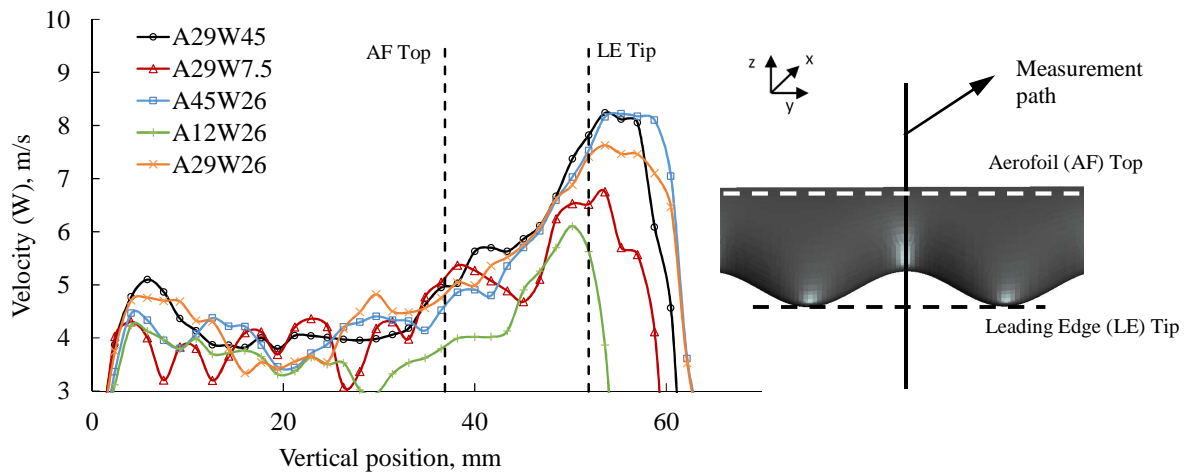 10
9
8
7
6
5
4
3
Velocity (W), m/s
A29W45
A29W7.5
A45W26
A12W26
A29W26
AF Top
LE Tip
0
20
40
60
Vertical position, mm
z
x
y
Measurement
path
Aerofoil (AF) Top
Leading Edge (LE) Tip